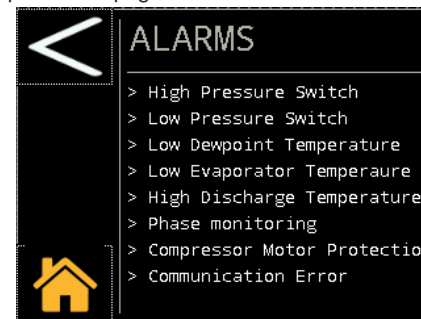 ALARMS
> High Pressure Switch
> Low Pressure Switch
> Low Dewpoint Temperature
> Low Evaporator Temperaure
> High Discharge Temperature
> Phase monitoring
> Compressor Motor Protectio
> Communication Error